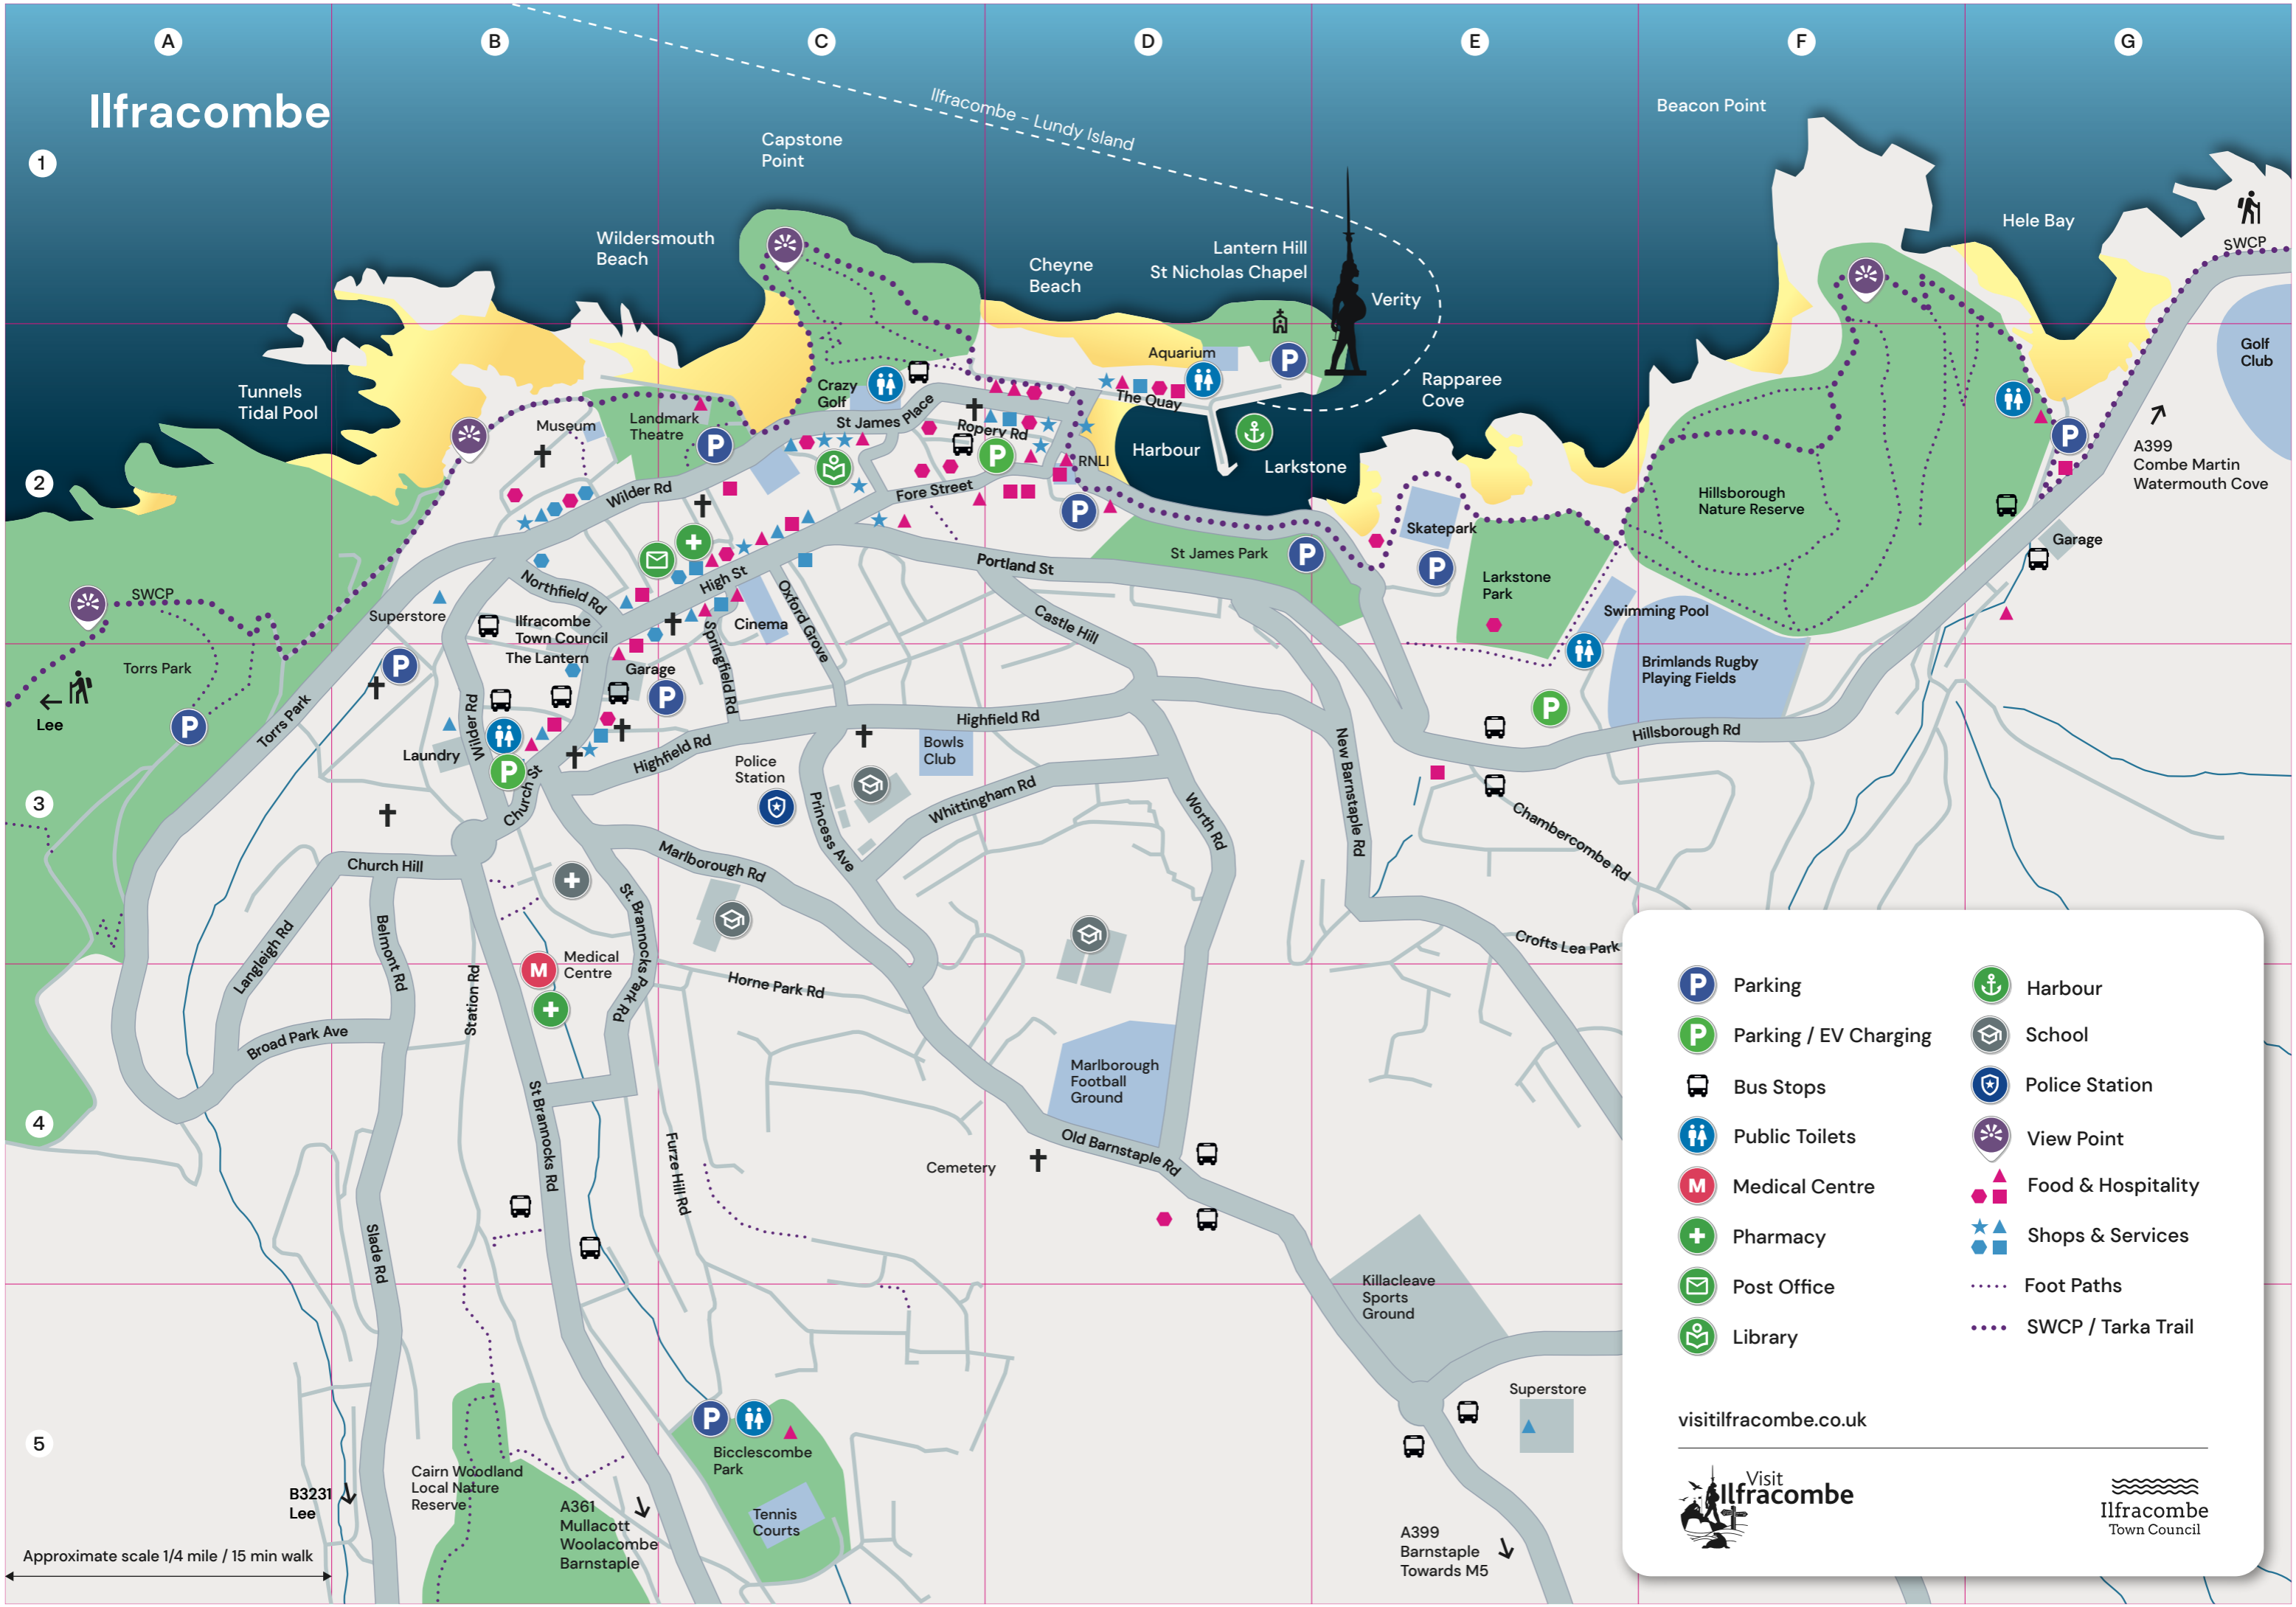 A
B
C
D
E
F
G
1
2
3
4
5
Ilfracombe
Ilfracombe – Lundy Island
Capstone
Point
Beacon Point
Wildersmouth
Beach
Cheyne
Beach
Lantern Hill
St Nicholas Chapel
Verity
Hele Bay
SWCP
Tunnels
Tidal Pool
Museum
Landmark
Theatre
P
Crazy
Golf
St James Place
Ropery Rd
P
Aquarium
P
The Quay
Harbour
Larkstone
RNLI
Rapparee
Cove
Golf
Club
P
A399
Combe Martin
Watermouth Cove
Wilder Rd
Fore Street
P
Skatepark
P
Hillsborough
Nature Reserve
Garage
SWCP
Superstore
Northfield Rd
High St
Portland St
St James Park
P
Larkstone
Park
Swimming Pool
Ilfracombe
Town Council
The Lantern
Springfield Rd
Cinema
Oxford Grove
Castle Hill
Torrs Park
Lee
P
P
Garage
P
Brimlands Rugby
Playing Fields
P
Torrs Park
Wilder Rd
Laundry
P
Church St
Highfield Rd
Highfield Rd
Police
Station
Bowls
Club
New Barnstaple Rd
Hillsborough Rd
Princess Ave
Whittingham Rd
Worth Rd
Chambercombe Rd
Church Hill
Marlborough Rd
St. Brannocks Park Rd
Langleigh Rd
Belmont Rd
Crofts Lea Park
Station Rd
M
Medical
Centre
Horne Park Rd
Broad Park Ave
Marlborough
Football
Ground
St Brannocks Rd
Furze Hill Rd
Old Barnstaple Rd
Cemetery
Slade Rd
Killacleave
Sports
Ground
Superstore
P
Bicclescombe
Park
Tennis
Courts
Cairn Woodland
Local Nature
Reserve
B3231
Lee
A361
Mullacott
Woolacombe
Barnstaple
A399
Barnstaple
Towards M5
Approximate scale 1/4 mile / 15 min walk
P Parking
P Parking / EV Charging
Bus Stops
Public Toilets
M Medical Centre
Pharmacy
Post Office
Library
Harbour
School
Police Station
View Point
Food & Hospitality
Shops & Services
Foot Paths
SWCP / Tarka Trail
visitilfracombe.co.uk
Visit
Ilfracombe
Ilfracombe
Town Council